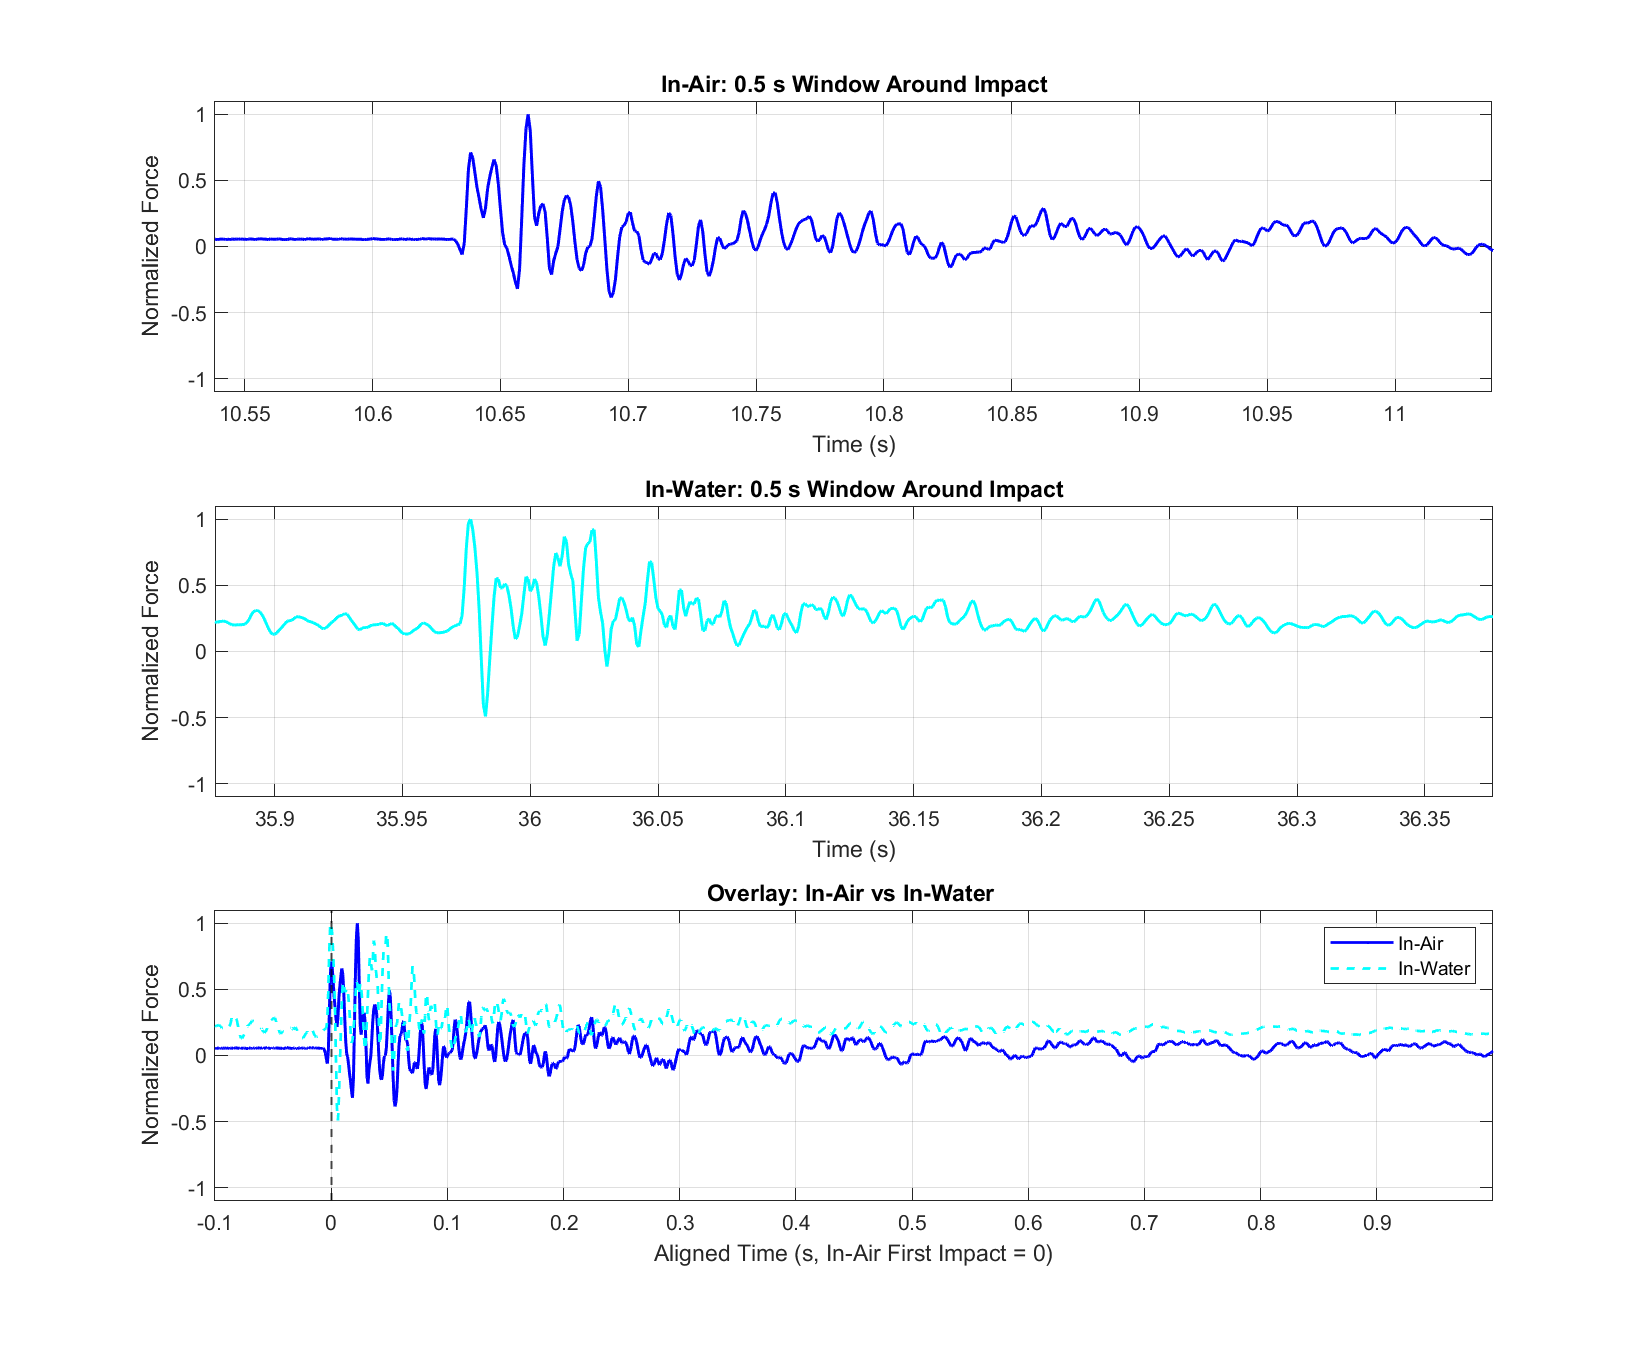 In-Air: 0.5 s Window Around Impact
1
0.5
0
-0.5
-1
Normalized Force
10.55 10.6 10.65 10.7 10.75 10.8 10.85 10.9 10.95 11
Time (s)
In-Water: 0.5 s Window Around Impact
1
0.5
0
-0.5
-1
Normalized Force
35.9 35.95 36 36.05 36.1 36.15 36.2 36.25 36.3 36.35
Time (s)
Overlay: In-Air vs In-Water
1
0.5
0
-0.5
-1
Normalized Force
In-Air
In-Water
-0.1 0 0.1 0.2 0.3 0.4 0.5 0.6 0.7 0.8 0.9
Aligned Time (s, In-Air First Impact = 0)